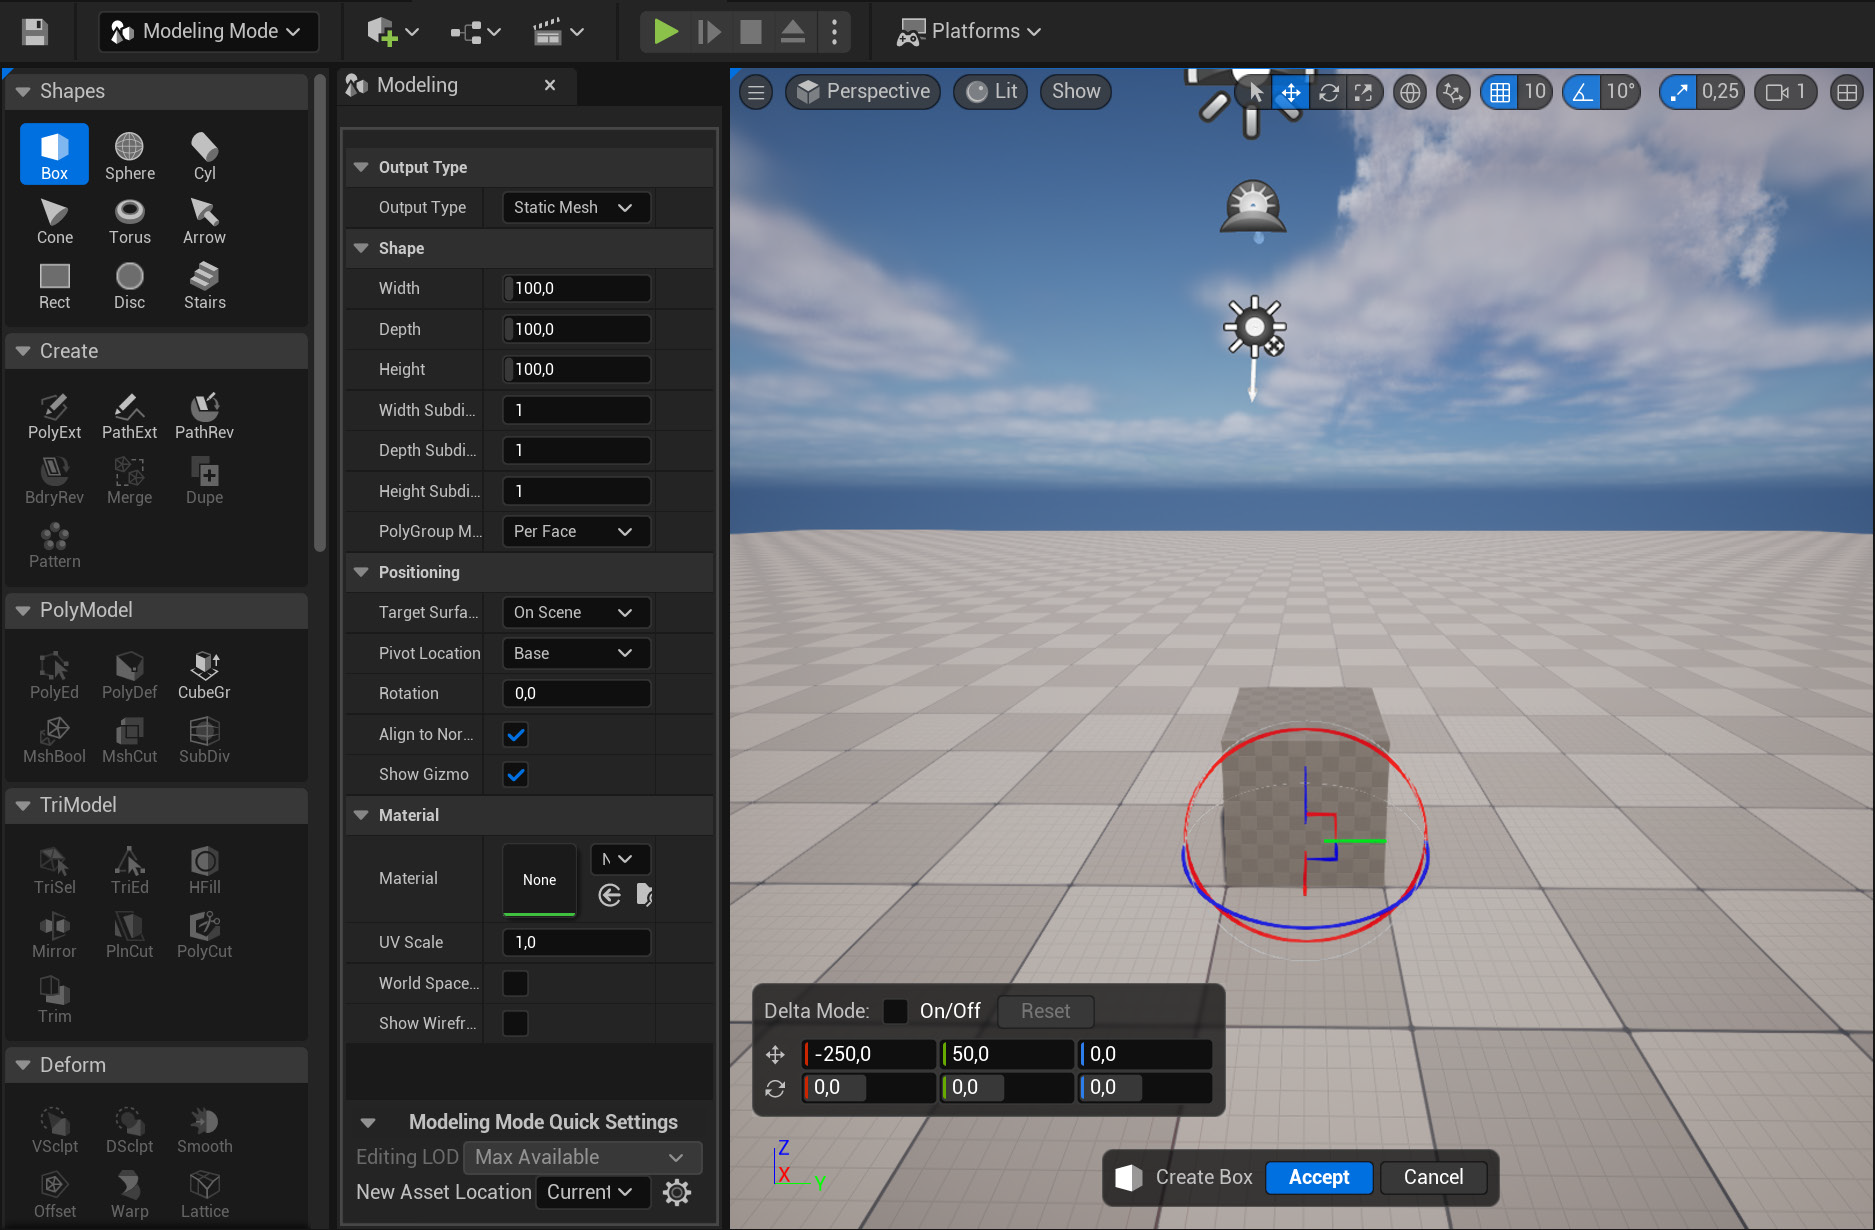 Modeling Mode
Platforms
Shapes
Box
Sphere
Cyl
Cone
Torus
Arrow
Rect
Disc
Stairs
Create
PolyExt
PathExt
PathRev
BdryRev
Merge
Dupe
Pattern
PolyModel
PolyEd
PolyDef
CubeGr
MshBool
MshCut
SubDiv
TriModel
TriSel
TriEd
HFill
Mirror
PlnCut
PolyCut
Trim
Deform
VSclpt
DSclpt
Smooth
Offset
Warp
Lattice
Modeling
Output Type
Output Type
Static Mesh
Shape
Width
100,0
Depth
100,0
Height
100,0
Width Subdi...
1
Depth Subdi...
1
Height Subdi...
1
PolyGroup M...
Per Face
Positioning
Target Surfa...
On Scene
Pivot Location
Base
Rotation
0,0
Align to Nor...
Show Gizmo
Material
Material
None
N
UV Scale
1,0
World Space...
Show Wirefr...
Modeling Mode Quick Settings
Editing LOD
Max Available
New Asset Location
Current
Perspective
Lit
Show
10
10°
0,25
1
Delta Mode:
On/Off
Reset
-250,0
50,0
0,0
0,0
0,0
0,0
Z
X
Y
Create Box
Accept
Cancel